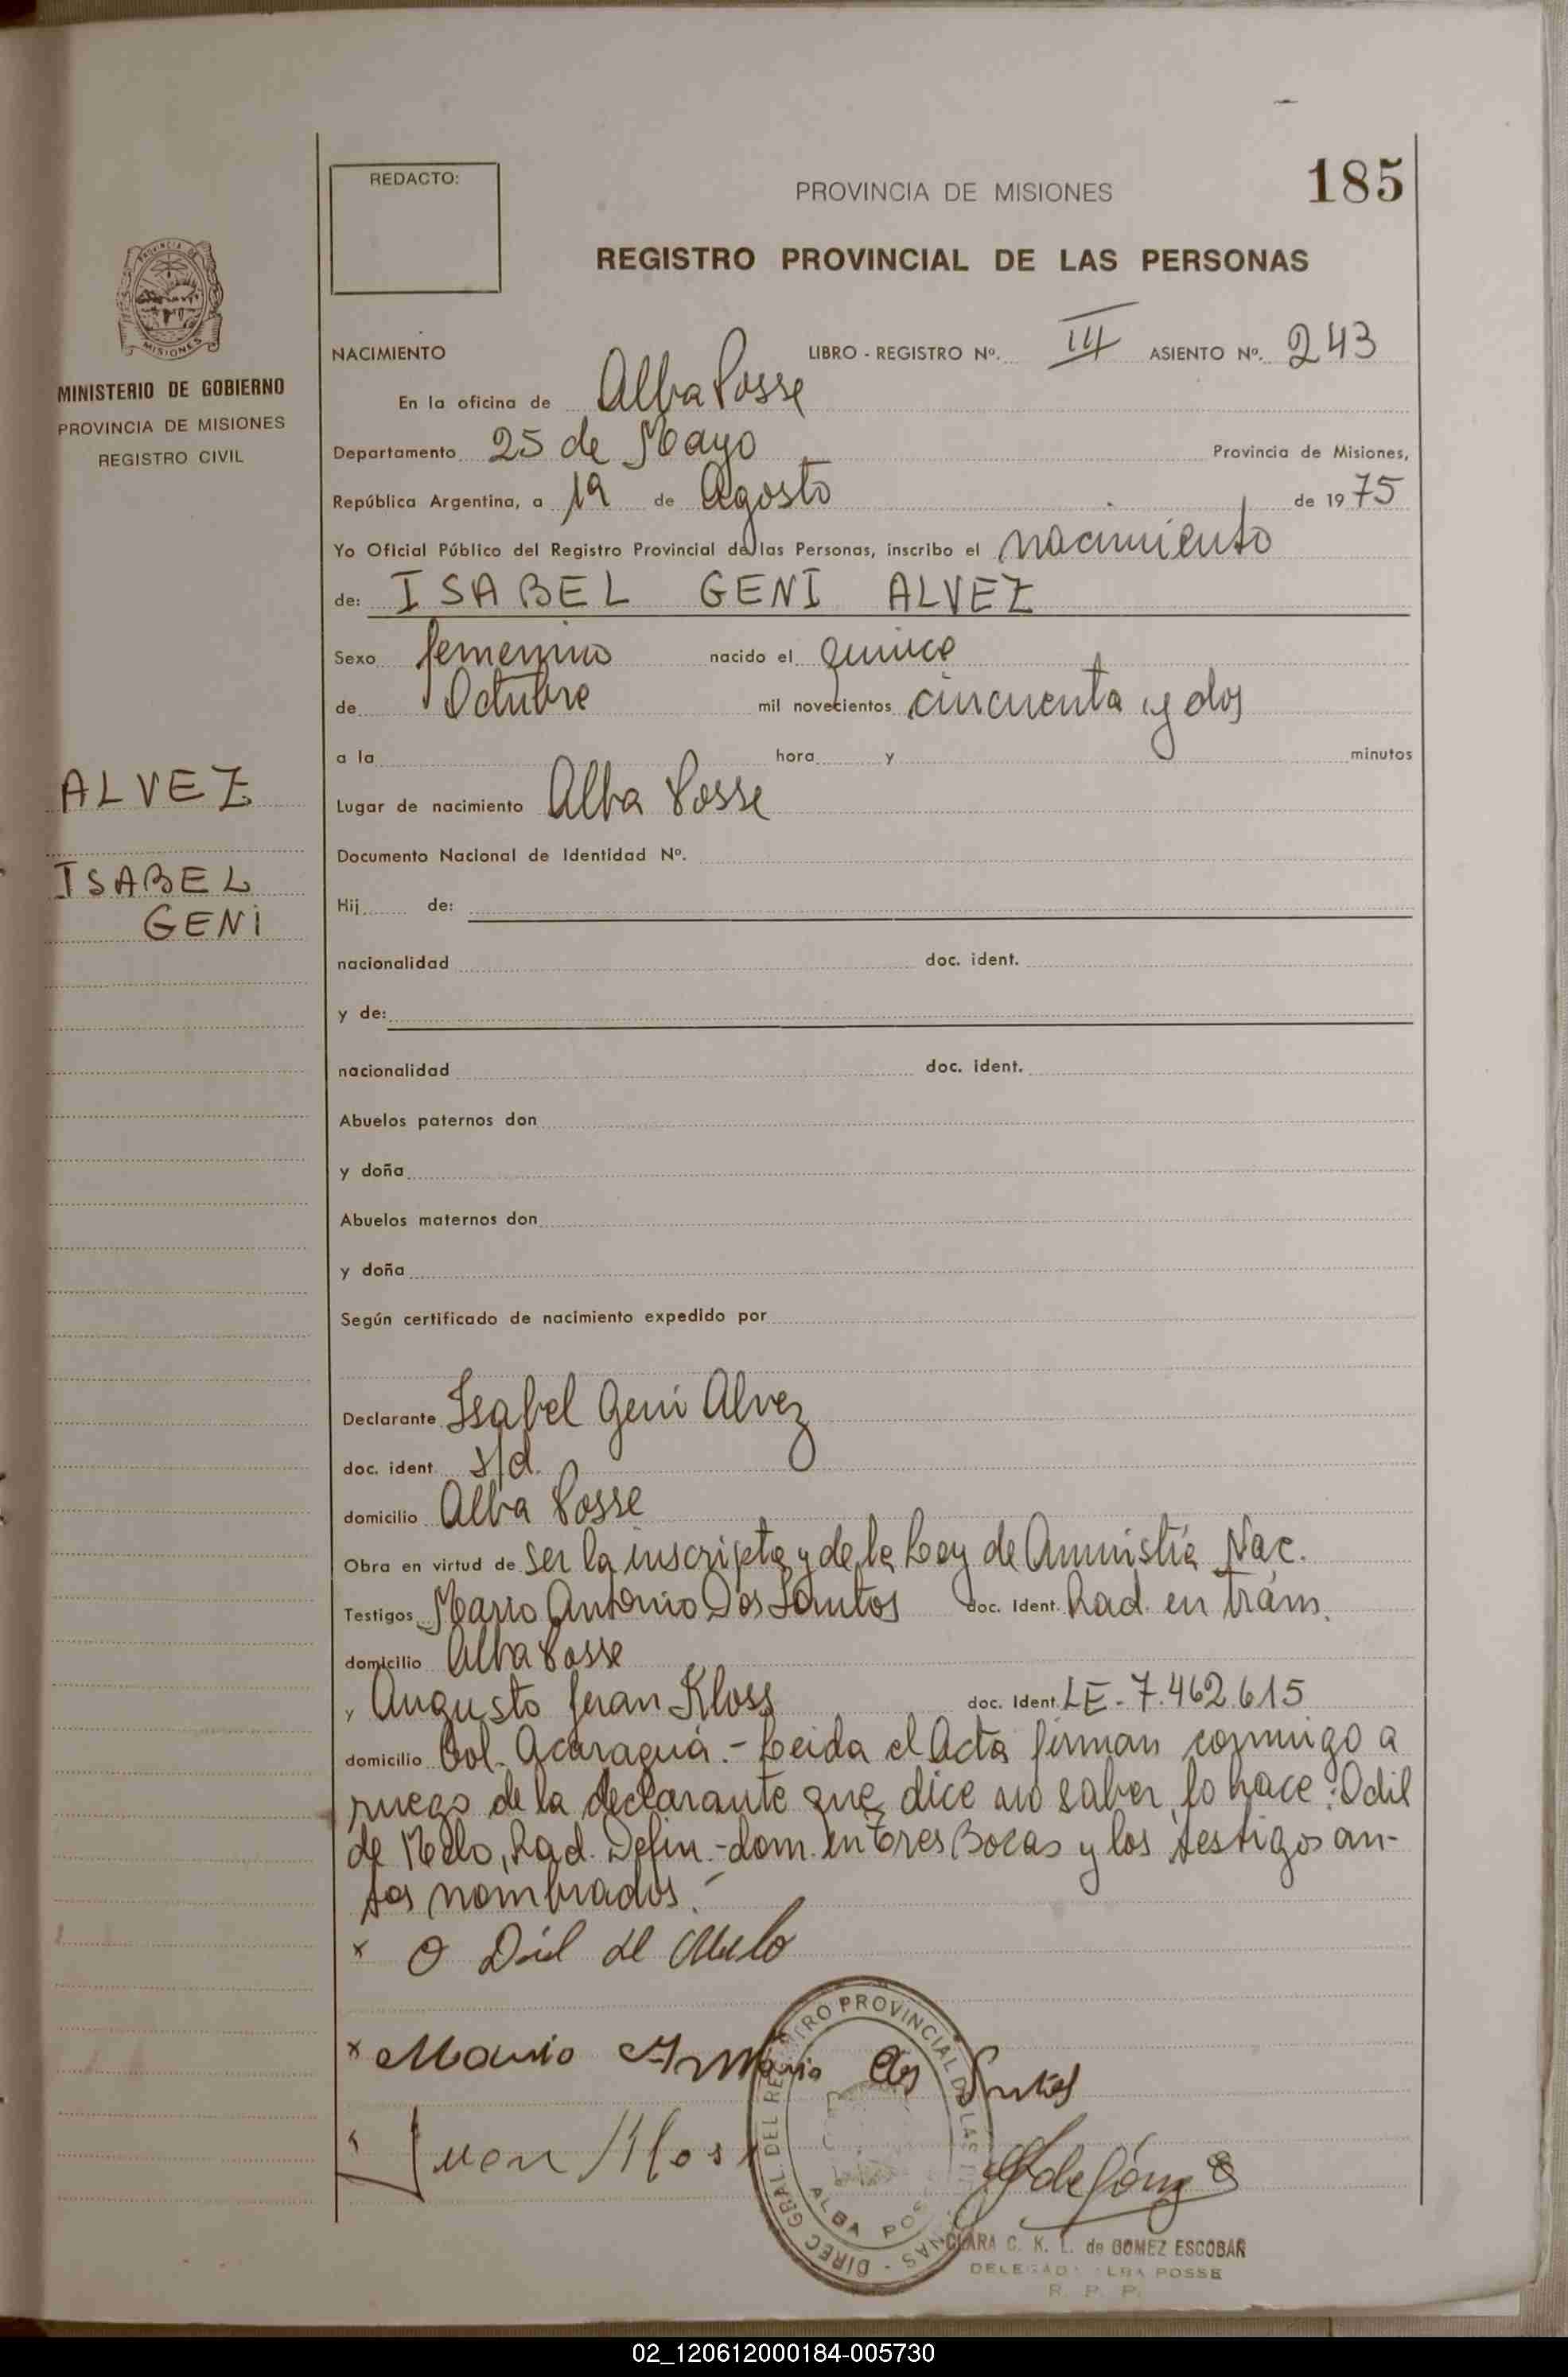 REDACTO:
PROVINCIA DE MISIONES
185
REGISTRO PROVINCIAL DE LAS PERSONAS
PROVINCIA DE
MISIONES
MINISTERIO DE GOBIERNO
PROVINCIA DE MISIONES
REGISTRO CIVIL
ALVEZ
ISABEL
GENI
NACIMIENTO LIBRO - REGISTRO Nº. III ASIENTO Nº. 243
En la oficina de Alba Posse
Departamento 25 de Mayo Provincia de Misiones,
República Argentina, a 19 de Agosto de 1975
Yo Oficial Público del Registro Provincial de las Personas, inscribo el nacimiento
de: ISABEL GENI ALVEZ
Sexo femenino nacido el quince
de Octubre mil novecientos cincuenta y dos
a la hora y minutos
Lugar de nacimiento Alba Posse
Documento Nacional de Identidad Nº.
Hij de:
nacionalidad doc. ident.
y de:
nacionalidad doc. ident.
Abuelos paternos don
y doña
Abuelos maternos don
y doña
Según certificado de nacimiento expedido por
Declarante Isabel Geni Alvez
doc. ident. s/d.
domicilio Alba Posse
Obra en virtud de ser la inscripta y de la Ley de Amnistía Nac.
Testigos Mario Antonio Dos Santos doc. Ident. Rad. en trám.
domicilio Alba Posse
y Augusto Juan Kloss doc. Ident. LE-7.462.615
domicilio Col. Acaraguá.- Leida el Acta firman conmigo a
ruego de la declarante que dice no saber lo hace: Odil
de Melo, Rad. Defin.-dom. en Tres Bocas y los testigos an-
tes nombrados.-
x O Dil de Melo
x Mario Antonio dos Santos
Juan Kloss
DIREC GRAL DEL REGISTRO PROVINCIAL DE LAS PERSONAS -
ALBA POSSE
CLARA C. K. L. de GOMEZ ESCOBAR
DELEGADA ALBA POSSE
R. P. P.
02_120612000184-005730